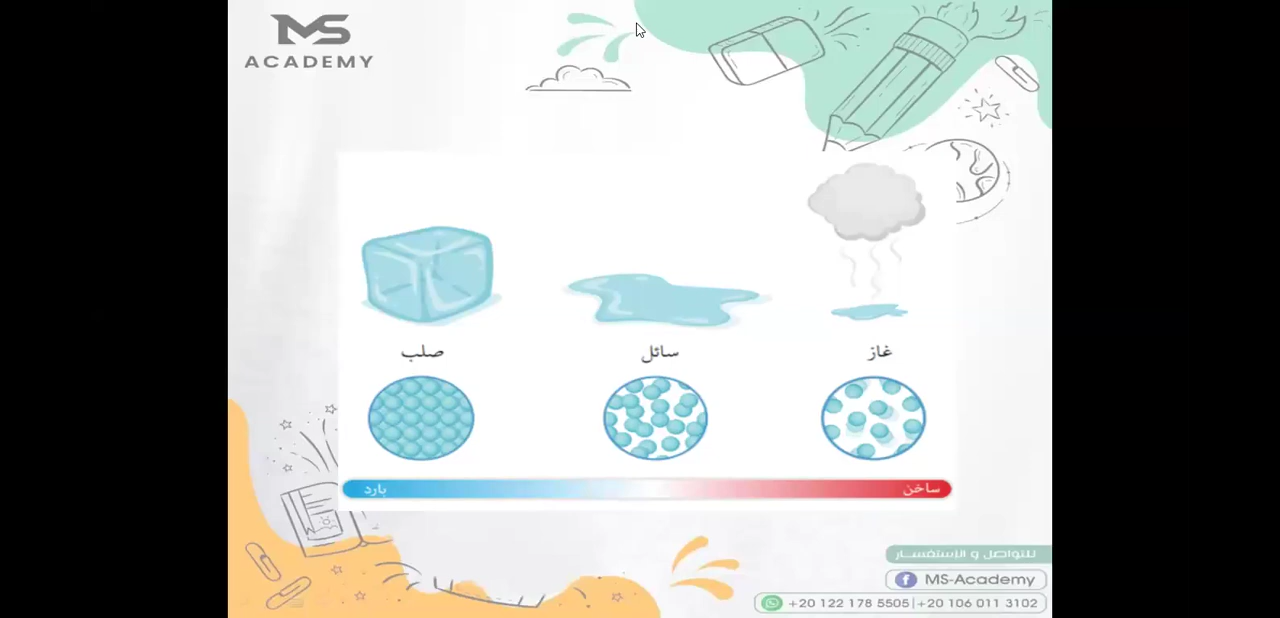 MS
ACADEMY
صلب
سائل
غاز
بارد
ساخن
للتواصل و الإستفسار
MS-Academy
+20 122 178 5505|+20 106 011 3102